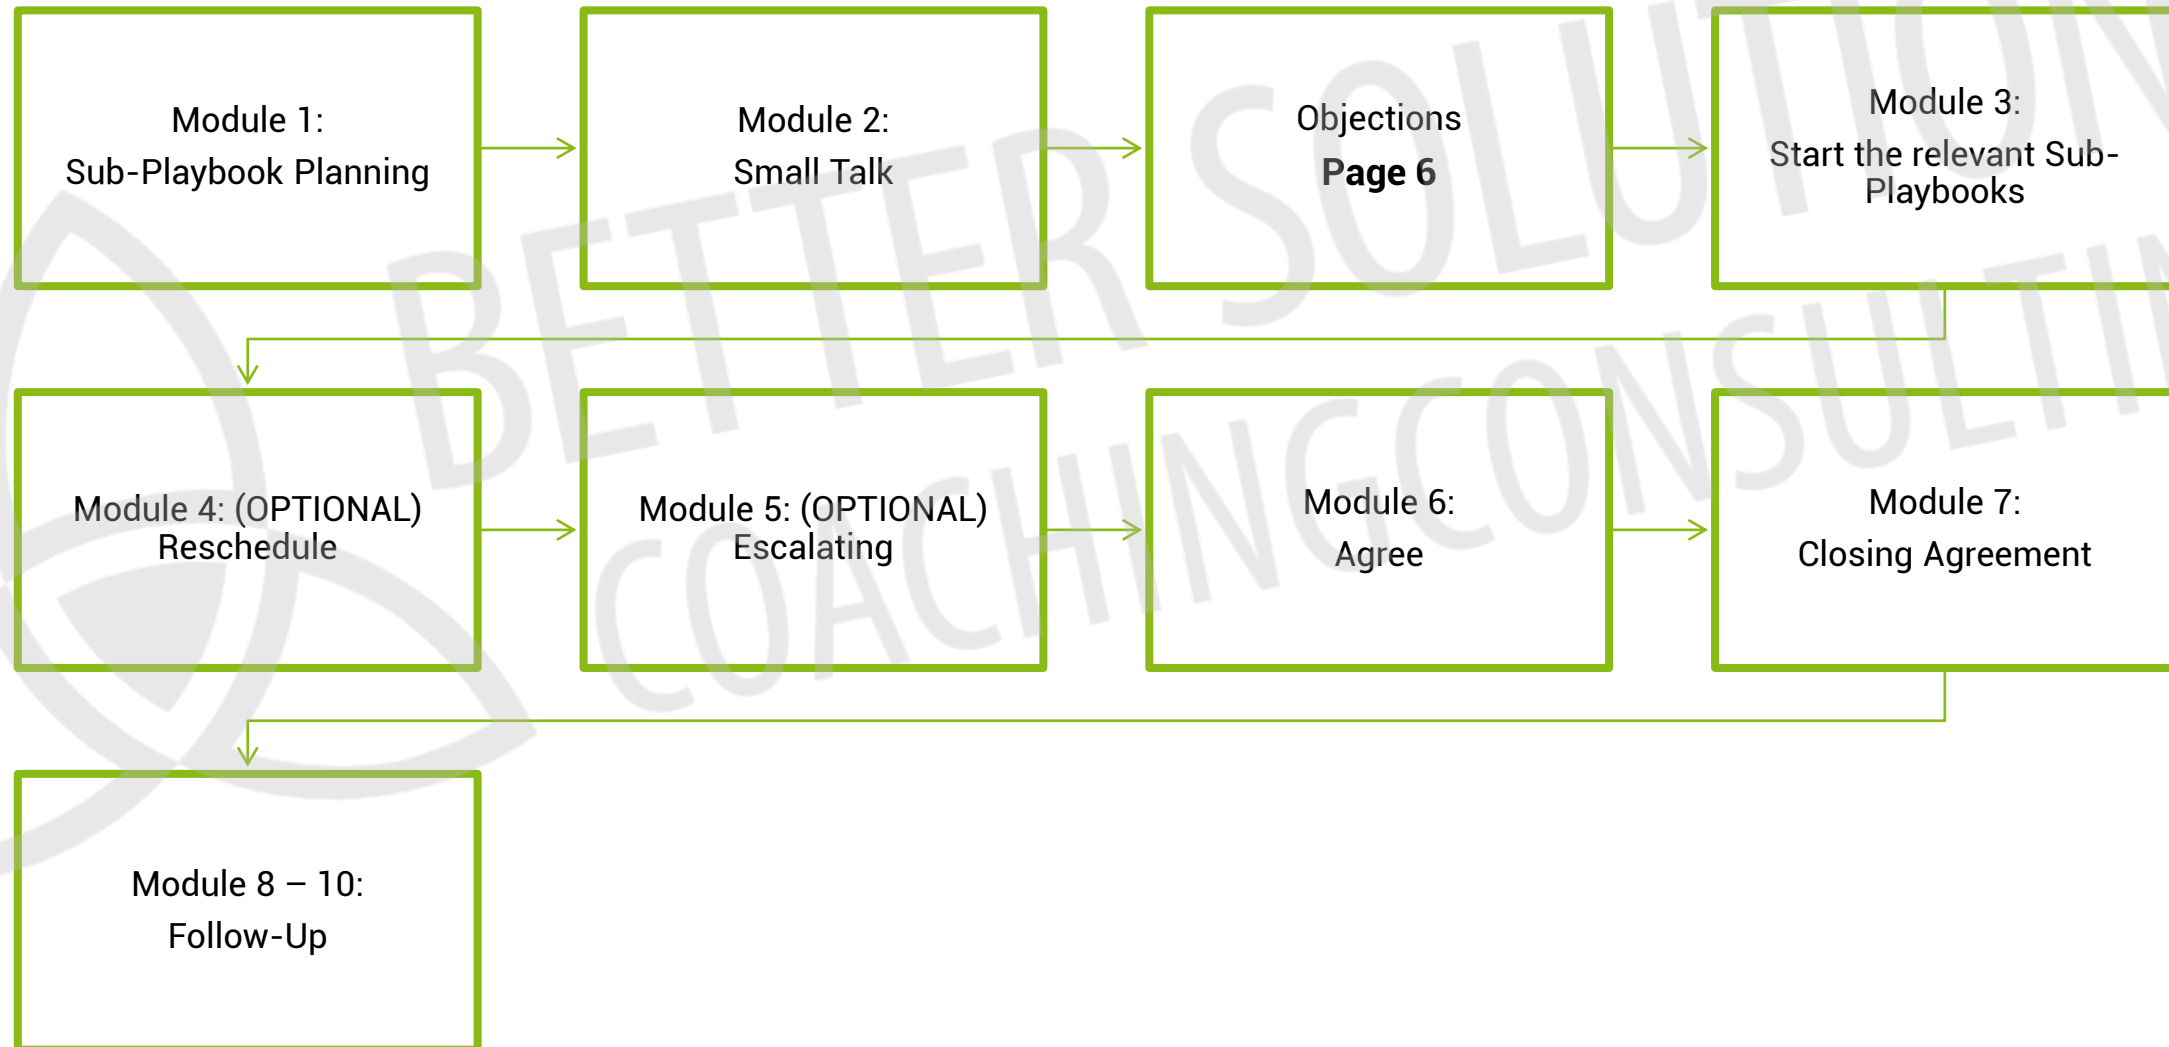 Module 1:
Sub-Playbook Planning
Module 2:
Small Talk
Objections
Page 6
Module 3:
Start the relevant Sub-
Playbooks
Module 4: (OPTIONAL)
Reschedule
Module 5: (OPTIONAL)
Escalating
Module 6:
Agree
Module 7:
Closing Agreement
Module 8 – 10:
Follow-Up
BETTER SOLUTION
COACHINGCONSULTIN